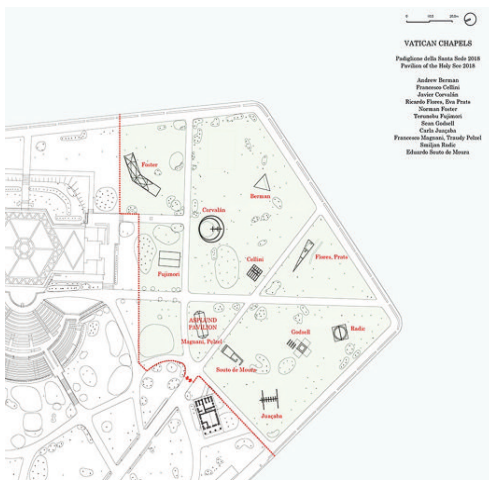 VATICAN CHAPELS
Padiglione della Santa Sede 2018
Pavilion of the Holy See 2018
Andrew Berman
Francesco Cellini
Javier Corvalán
Ricardo Flores, Eva Prats
Norman Foster
Terunobu Fujimori
Sean Godsell
Carla Juaçaba
Francesco Magnani, Traudy Pelzel
Smiljan Radic
Eduardo Souto de Moura
Foster
Berman
Corvalán
Flores, Prats
Cellini
Fujimori
ASPLUND
PAVILION
Magnani, Pelzel
Radic
Godsell
Souto de Moura
Juaçaba